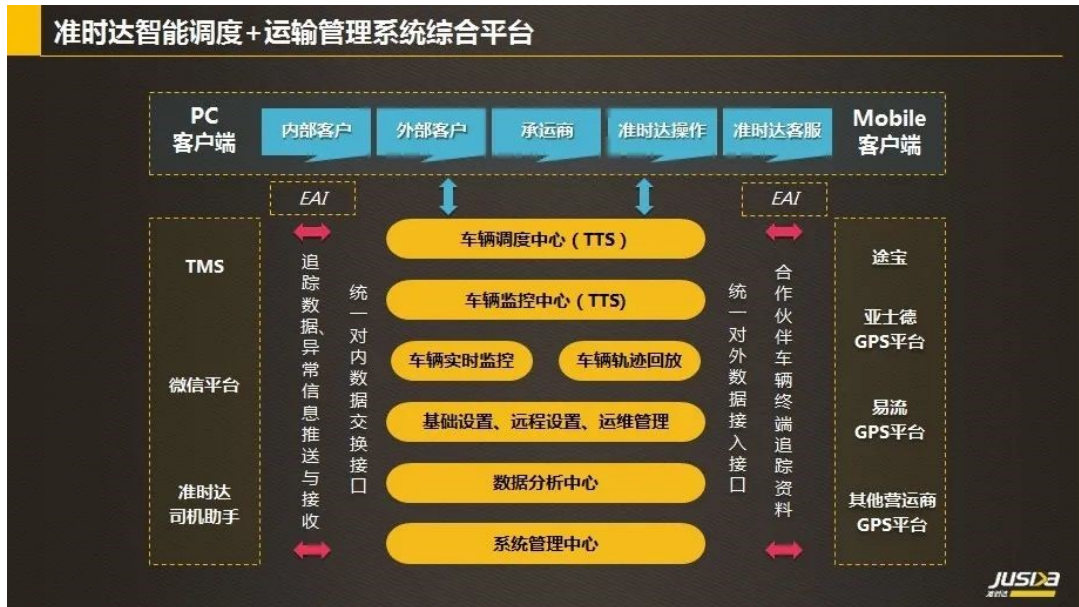 准时达智能调度+运输管理系统综合平台
PC
客户端
内部客户
外部客户
承运商
准时达操作
准时达客服
Mobile
客户端
EAI
EAI
TMS
微信平台
准时达
司机助手
追踪数据、异常信息推送与接收
统一对内数据交换接口
车辆调度中心（TTS）
车辆监控中心（TTS)
车辆实时监控
车辆轨迹回放
基础设置、远程设置、运维管理
数据分析中心
系统管理中心
统一对外数据接入接口
合作伙伴车辆终端追踪资料
途宝
亚士德
GPS平台
易流
GPS平台
其他营运商
GPS平台
JUSDA
准时达